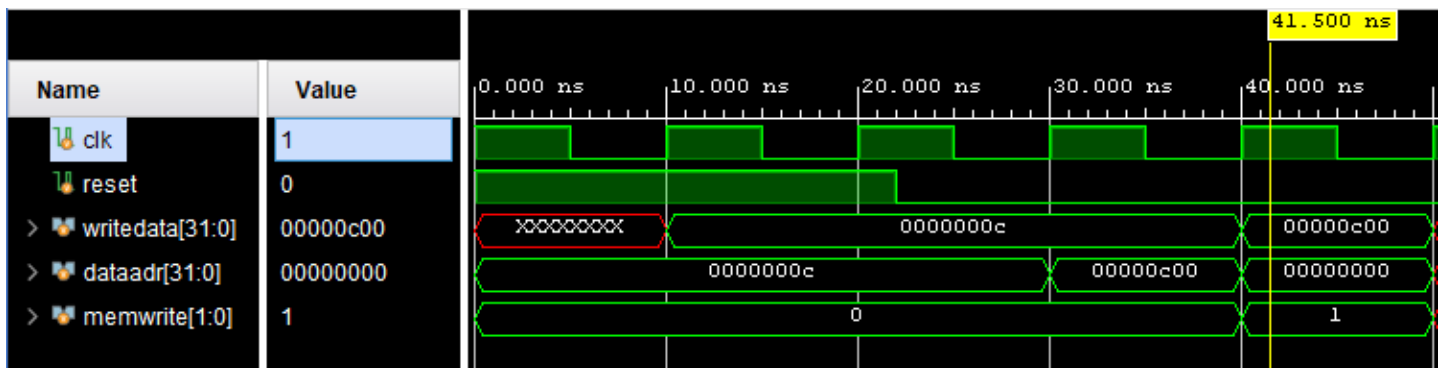 41.500 ns
Name Value 0.000 ns 10.000 ns 20.000 ns 30.000 ns 40.000 ns
clk 1
reset 0
writedata[31:0] 00000c00 XXXXXXXX 0000000c 00000c00
dataadr[31:0] 00000000 0000000c 00000c00 00000000
memwrite[1:0] 1 0 1